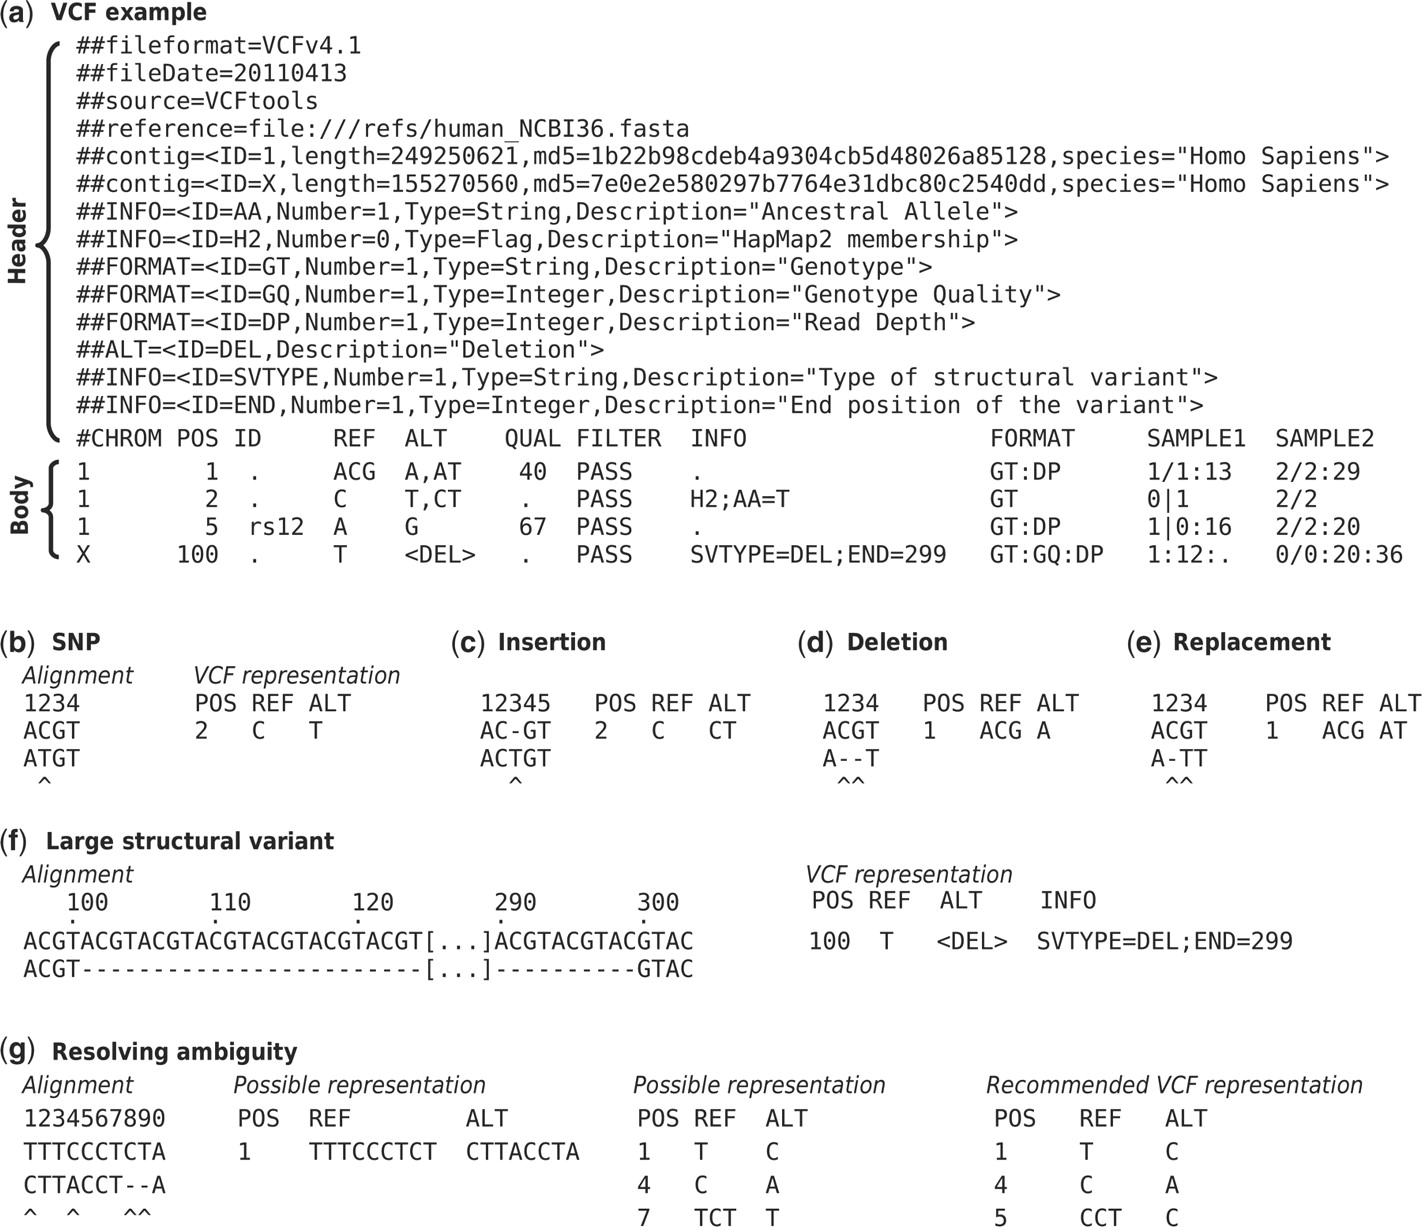 (a) VCF example
##fileformat=VCFv4.1
##fileDate=20110413
##source=VCFtools
##reference=file:///refs/human_NCBI36.fasta
##contig=<ID=1,length=249250621,md5=1b22b98cdeb4a9304cb5d48026a85128,species="Homo Sapiens">
##contig=<ID=X,length=155270560,md5=7e0e2e580297b7764e31dbc80c2540dd,species="Homo Sapiens">
##INFO=<ID=AA,Number=1,Type=String,Description="Ancestral Allele">
##INFO=<ID=H2,Number=0,Type=Flag,Description="HapMap2 membership">
##FORMAT=<ID=GT,Number=1,Type=String,Description="Genotype">
##FORMAT=<ID=GQ,Number=1,Type=Integer,Description="Genotype Quality">
##FORMAT=<ID=DP,Number=1,Type=Integer,Description="Read Depth">
##ALT=<ID=DEL,Description="Deletion">
##INFO=<ID=SVTYPE,Number=1,Type=String,Description="Type of structural variant">
##INFO=<ID=END,Number=1,Type=Integer,Description="End position of the variant">
#CHROM POS ID REF ALT QUAL FILTER INFO FORMAT SAMPLE1 SAMPLE2
Header
1 1 . ACG A,AT 40 PASS . GT:DP 1/1:13 2/2:29
1 2 . C T,CT . PASS H2;AA=T GT 0|1 2/2
1 5 rs12 A G 67 PASS . GT:DP 1|0:16 2/2:20
X 100 . T <DEL> . PASS SVTYPE=DEL;END=299 GT:GQ:DP 1:12:. 0/0:20:36
Body
(b) SNP
Alignment VCF representation
1234 POS REF ALT
ACGT 2 C T
ATGT
^
(c) Insertion
12345 POS REF ALT
AC-GT 2 C CT
ACTGT
^
(d) Deletion
1234 POS REF ALT
ACGT 1 ACG A
A--T
^^
(e) Replacement
1234 POS REF ALT
ACGT 1 ACG AT
A-TT
^^
(f) Large structural variant
Alignment
100 110 120 290 300
. . . . .
ACGTACGTACGTACGTACGTACGTACGT[...]ACGTACGTACGTAC
ACGT------------------------[...]----------GTAC
VCF representation
POS REF ALT INFO
100 T <DEL> SVTYPE=DEL;END=299
(g) Resolving ambiguity
Alignment
1234567890
TTTCCCTCTA
CTTACCT--A
^ ^ ^^
Possible representation
POS REF ALT
1 TTTCCCTCT CTTACCTA
Possible representation
POS REF ALT
1 T C
4 C A
7 TCT T
Recommended VCF representation
POS REF ALT
1 T C
4 C A
5 CCT C